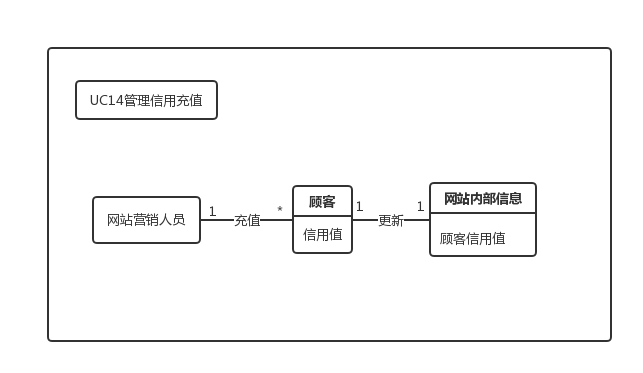 UC14管理信用充值
网站营销人员
1
充值
*
顾客
信用值
1
更新
1
网站内部信息
顾客信用值